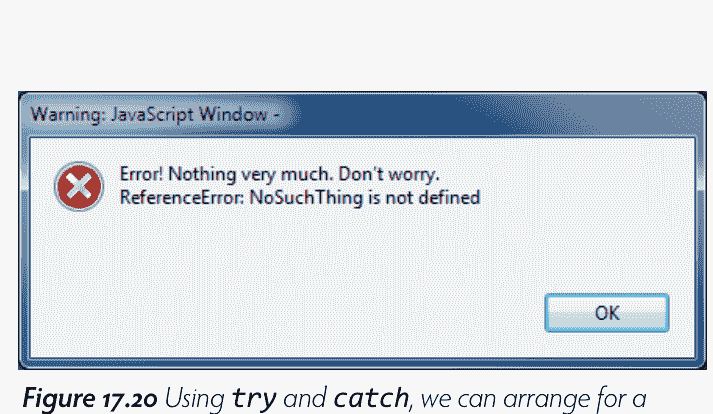 Warning: JavaScript Window -
Error! Nothing very much. Don't worry.
ReferenceError: NoSuchThing is not defined
OK
Figure 17.20 Using try and catch, we can arrange for a